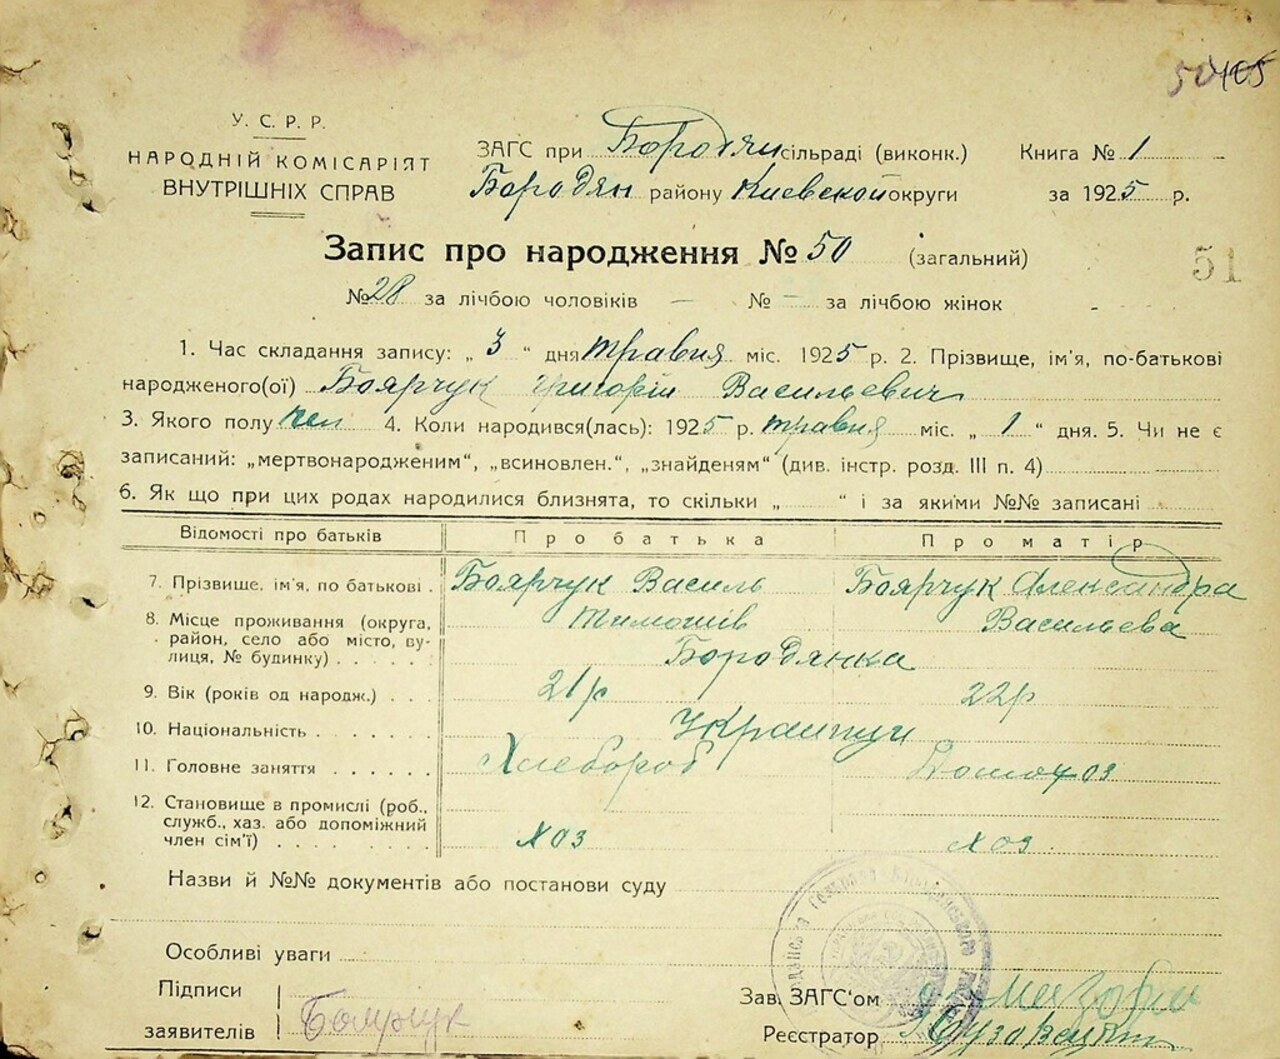 50 105
У. С. Р. Р.
НАРОДНІЙ КОМІСАРІЯТ
ВНУТРІШНІХ СПРАВ
ЗАГС при Бородян сільраді (виконк.) Книга № 1
Бородян району Киевской округи за 1925 р.
Запис про народження № 50 (загальний)
51
№ 28 за лічбою чоловіків — № — за лічбою жінок
1. Час складання запису: „ 3 “ дня травня міс. 1925 р. 2. Прізвище, ім'я, по-батькові
народженого(ої) Боярчук Григорій Васильевич
3. Якого полу чол 4. Коли народився(лась): 1925 р. травня міс. „ 1 “ дня. 5. Чи не є
записаний: „мертвонародженим“, „всиновлен.“, „знайденям“ (див. інстр. розд. III п. 4)
6. Як що при цих родах народилися близнята, то скільки „ “ і за якими №№ записані
Відомості про батьків Про батька Про матір
7. Прізвище, ім'я, по батькові . Боярчук Василь Боярчук Александра
8. Місце проживання (округа, Тимошів Васильева
район, село або місто, ву-
лиця, № будинку) . . . . . Бородянка
9. Вік (років од народж.) . . . 21р 22р
10. Національність . . . . . . . Украинци
11. Головне заняття . . . . . . Хлебороб Домохоз
12. Становище в промислі (роб.,
служб., хаз. або допоміжний
член сім'ї) . . . . . . . . хоз хоз
Назви й №№ документів або постанови суду
Особливі уваги
Підписи
Зав. ЗАГС'ом
заявителів Боярчук
Реєстратор